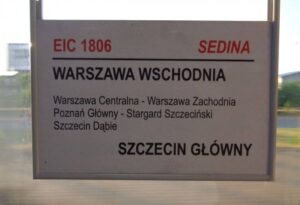 EIC 1806 SEDINA
WARSZAWA WSCHODNIA
Warszawa Centralna - Warszawa Zachodnia
Poznań Główny - Stargard Szczeciński
Szczecin Dąbie
SZCZECIN GŁÓWNY